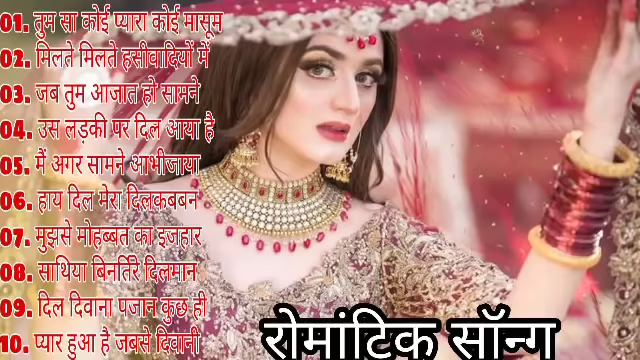 01. तुम सा कोई प्यारा कोई मासूम
02. मिलते मिलते हसीवादियों में
03. जब तुम आजात हो सामने
04. उस लड़की पर दिल आया है
05. मैं अगर सामने आभीजाया
06. हाय दिल मेरा दिलकबबन
07. मुझसे मोहब्बत का इजहार
08. साथिया बिनतिरे दिलमान
09. दिल दिवाना पजान कुछ ही
10. प्यार हुआ है जबसे दिवानी
रोमांटिक सॉन्ग